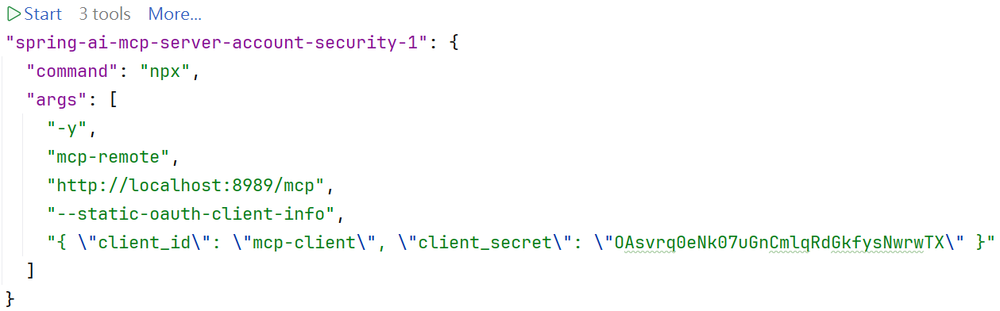 Start 3 tools More...
"spring-ai-mcp-server-account-security-1": {
"command": "npx",
"args": [
"-y",
"mcp-remote",
"http://localhost:8989/mcp",
"--static-oauth-client-info",
"{ \"client_id\": \"mcp-client\", \"client_secret\": \"OAsvrq0eNk07uGnCmlqRdGkfysNwrwTX\" }"
]
}